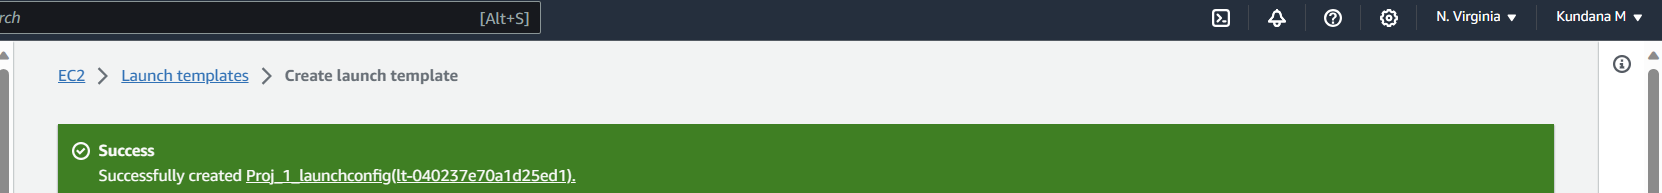 rch [Alt+S] N. Virginia Kundana M
EC2 Launch templates Create launch template
Success
Successfully created Proj_1_launchconfig(lt-040237e70a1d25ed1).